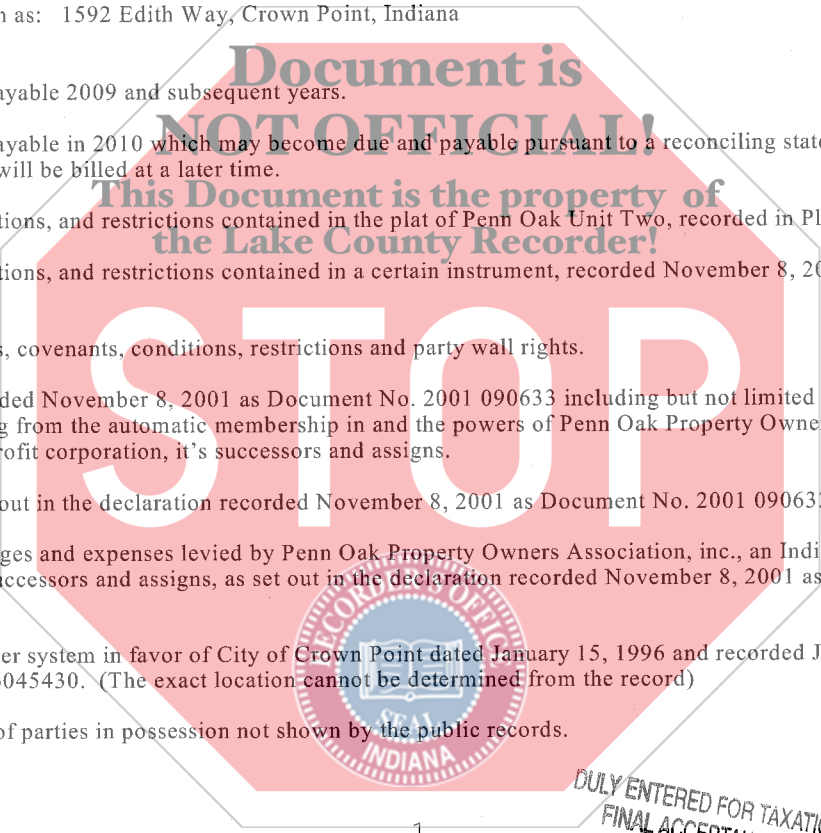 n as: 1592 Edith Way, Crown Point, Indiana
Document is
ayable 2009 and subsequent years.
NOT OFFICIAL!
ayable in 2010 which may become due and payable pursuant to a reconciling state
will be billed at a later time.
This Document is the property of
tions, and restrictions contained in the plat of Penn Oak Unit Two, recorded in Pl
the Lake County Recorder!
tions, and restrictions contained in a certain instrument, recorded November 8, 20
STOP
s, covenants, conditions, restrictions and party wall rights.
ded November 8, 2001 as Document No. 2001 090633 including but not limited
g from the automatic membership in and the powers of Penn Oak Property Owne
rofit corporation, it's successors and assigns.
out in the declaration recorded November 8, 2001 as Document No. 2001 090633
ges and expenses levied by Penn Oak Property Owners Association, inc., an Indi
uccessors and assigns, as set out in the declaration recorded November 8, 2001 as
RECORDER'S OFFICE
er system in favor of City of Crown Point dated January 15, 1996 and recorded J
045430. (The exact location cannot be determined from the record)
SEAL
of parties in possession not shown by the public records.
INDIANA
DULY ENTERED FOR TAXATIO
FINAL ACCEPTA
1